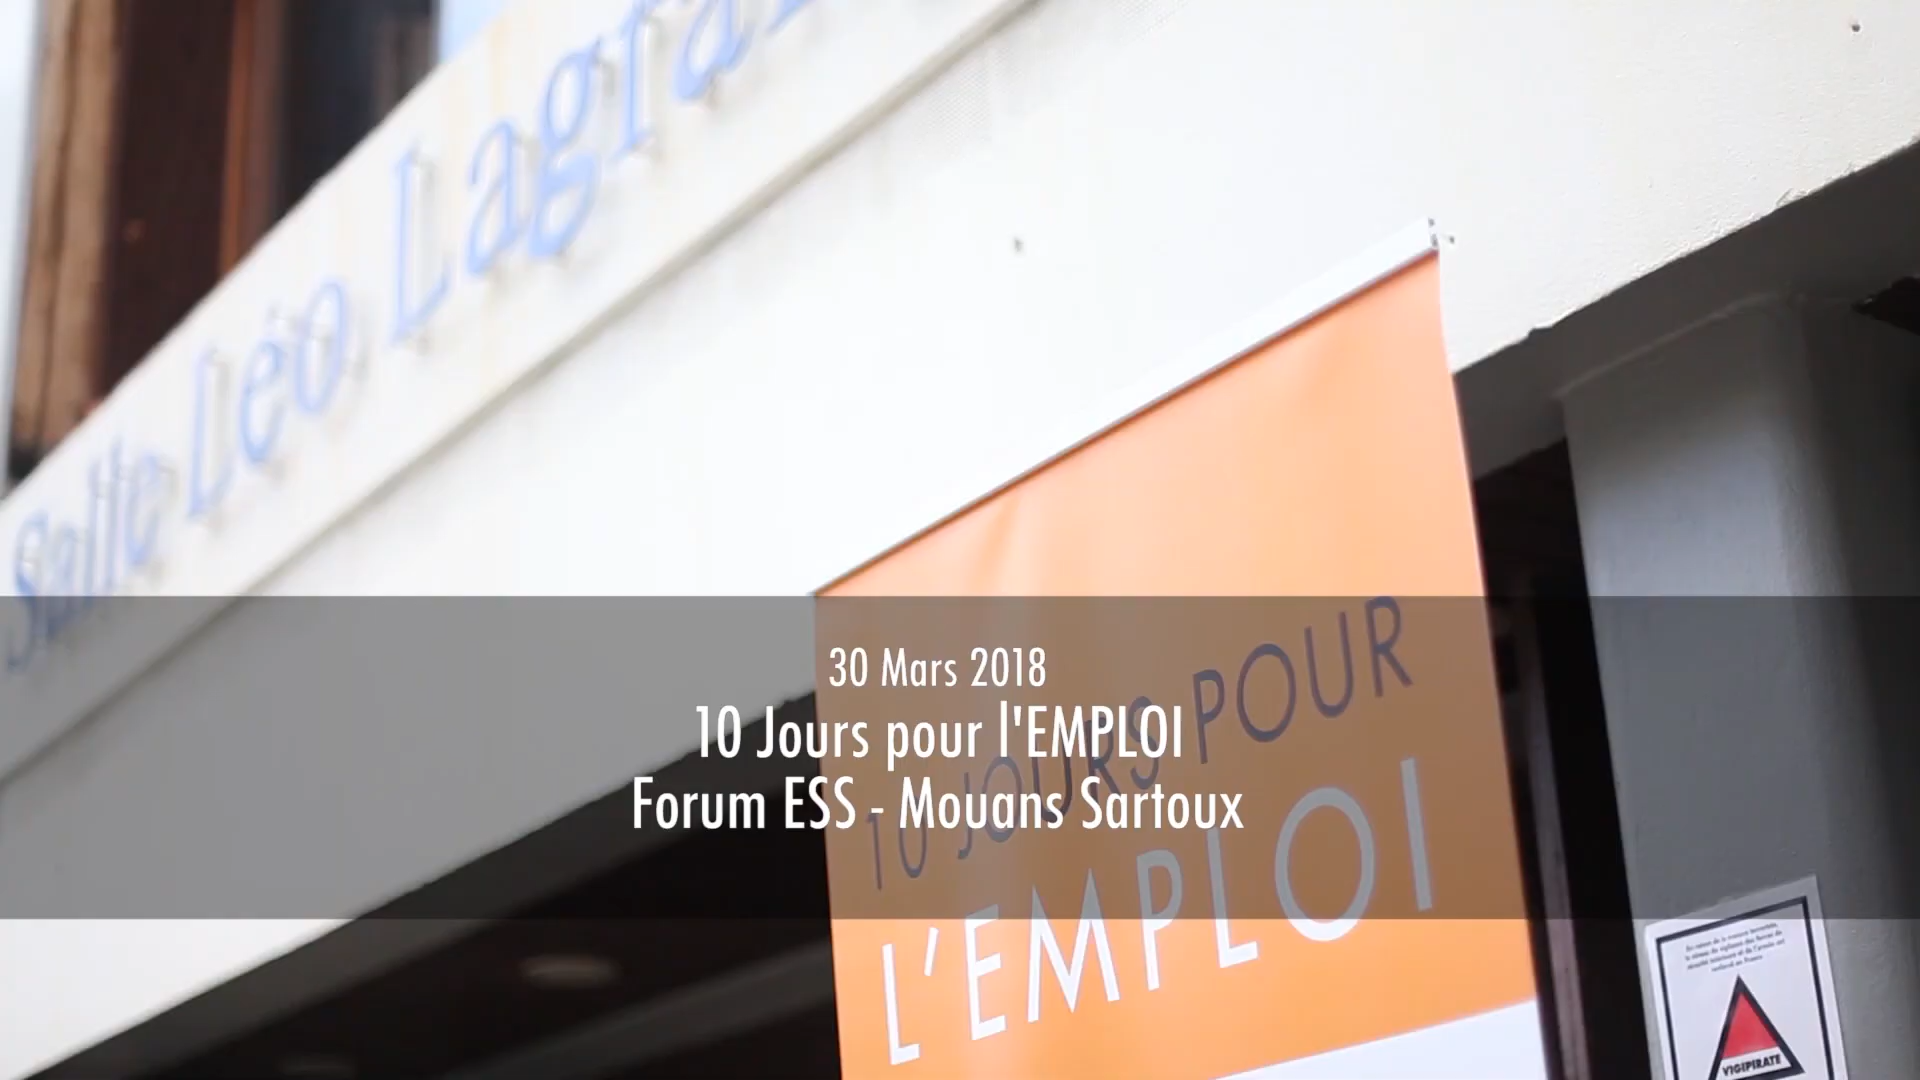 Salle Léo Lagra
30 Mars 2018
10 Jours pour l'EMPLOI
Forum ESS - Mouans Sartoux
10 JOURS POUR
L'EMPLOI
VIGIPIRATE